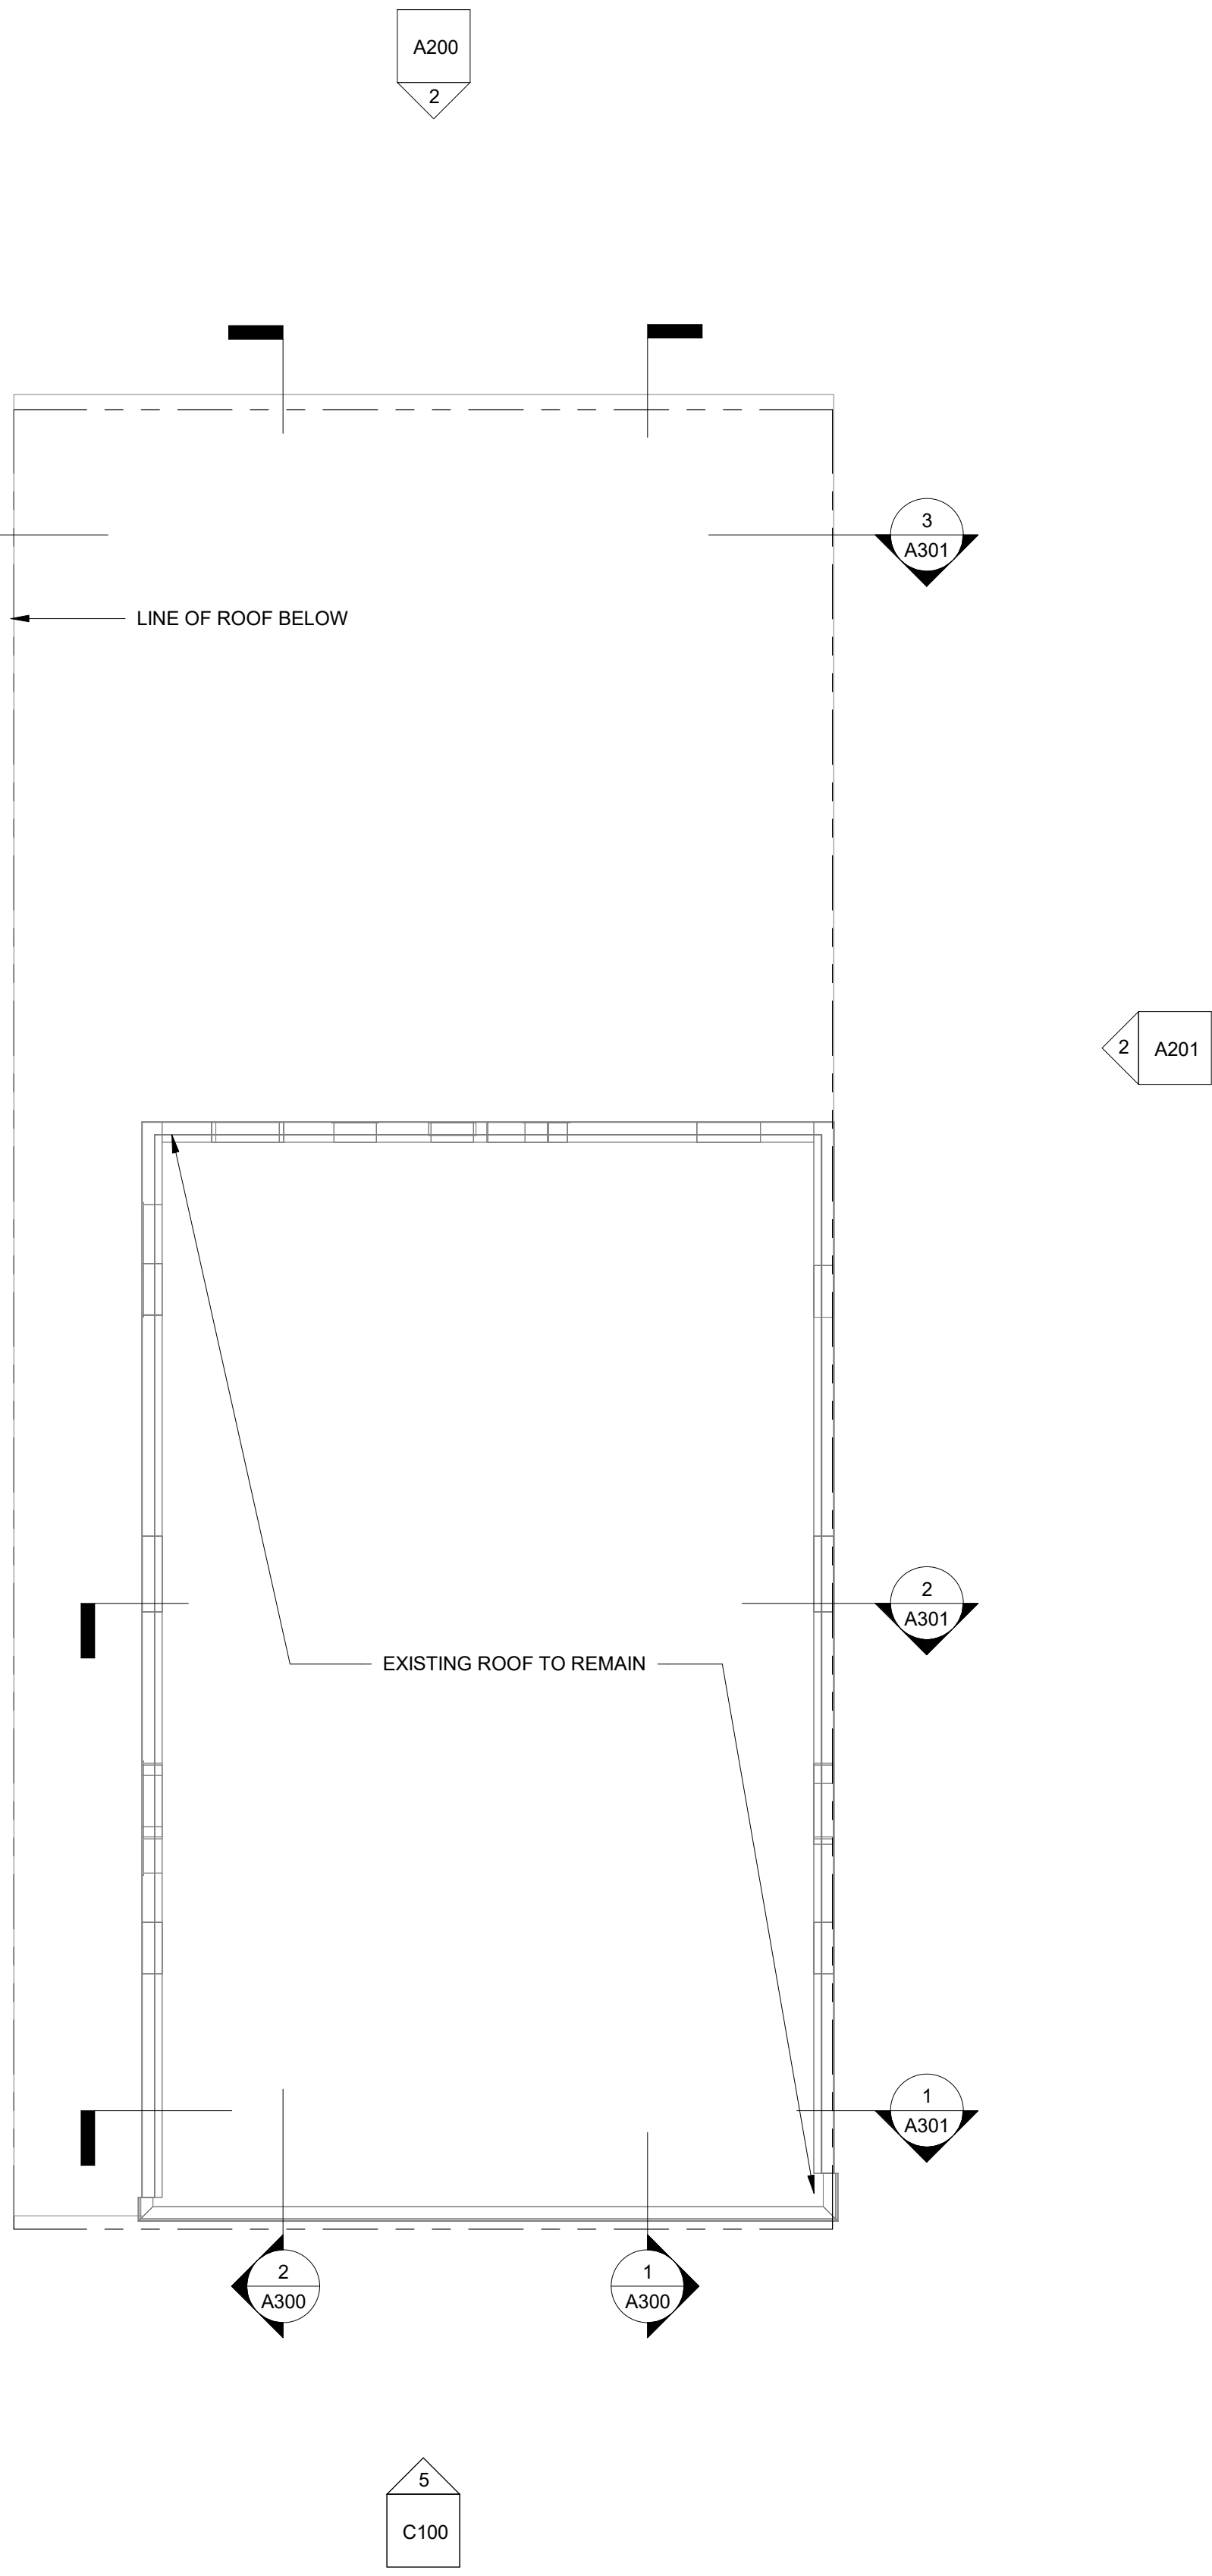 A200
2
3
A301
LINE OF ROOF BELOW
2
A201
2
A301
EXISTING ROOF TO REMAIN
1
A301
2
A300
1
A300
5
C100